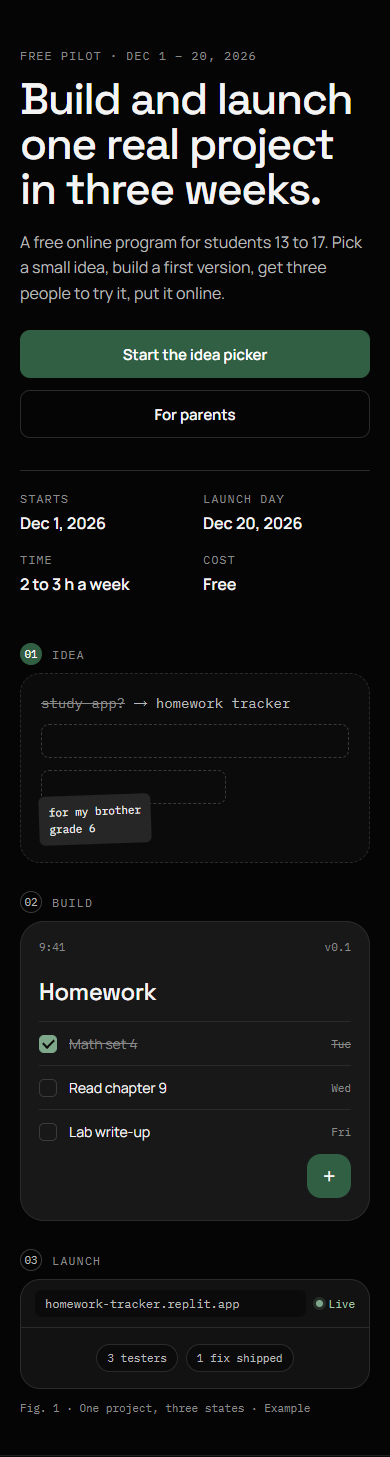 FREE PILOT · DEC 1 – 20, 2026
Build and launch
one real project
in three weeks.
A free online program for students 13 to 17. Pick
a small idea, build a first version, get three
people to try it, put it online.
Start the idea picker
For parents
STARTS
Dec 1, 2026
LAUNCH DAY
Dec 20, 2026
TIME
2 to 3 h a week
COST
Free
01 IDEA
study app? → homework tracker
for my brother
grade 6
02 BUILD
9:41 v0.1
Homework
Math set 4 Tue
Read chapter 9 Wed
Lab write-up Fri
+
03 LAUNCH
homework-tracker.replit.app Live
3 testers 1 fix shipped
Fig. 1 · One project, three states · Example